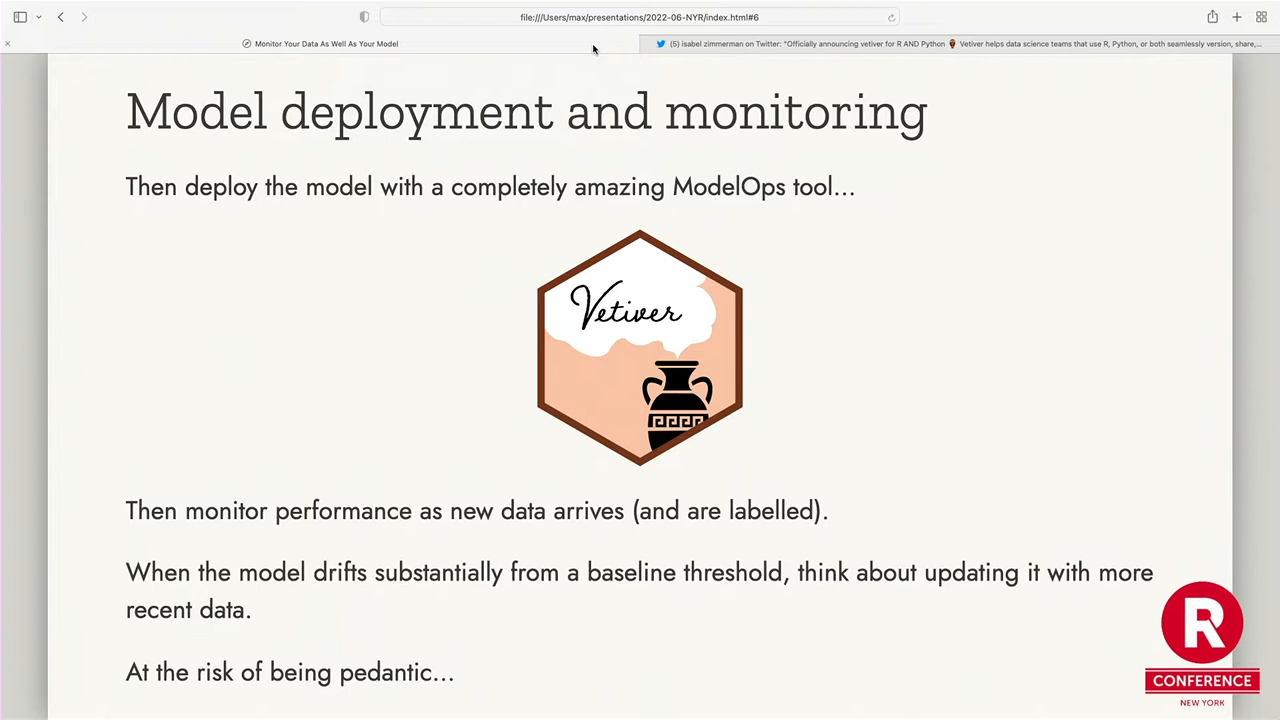 file:///Users/max/presentations/2022-06-NYR/index.html#6
Monitor Your Data As Well As Your Model
(5) isabel zimmerman on Twitter: "Officially announcing vetiver for R AND Python 🏺 Vetiver helps data science teams that use R, Python, or both seamlessly version, share,...
Model deployment and monitoring
Then deploy the model with a completely amazing ModelOps tool...
Vetiver
Then monitor performance as new data arrives (and are labelled).
When the model drifts substantially from a baseline threshold, think about updating it with more
recent data.
At the risk of being pedantic...
R
CONFERENCE
NEW YORK